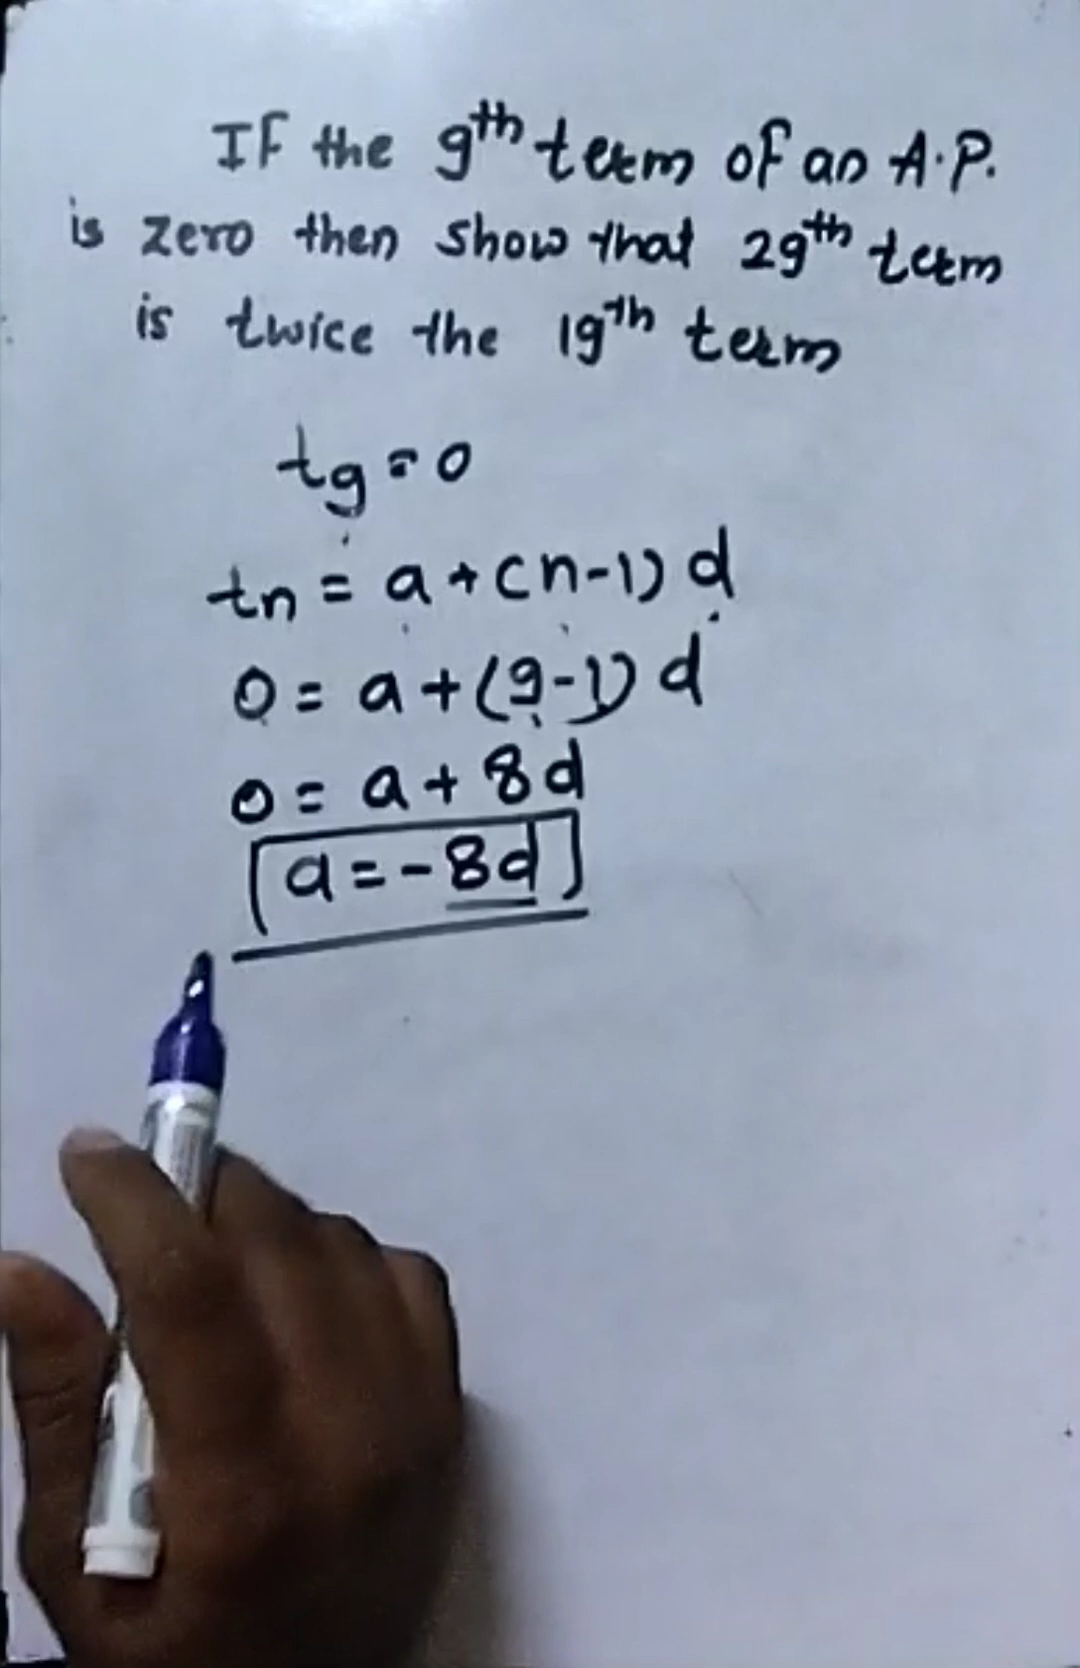 If the 9th term of an A.P.
is zero then show that 29th term
is twice the 19th term
t9 = 0
tn = a + (n-1) d
0 = a + (9-1) d
0 = a + 8d
a = -8d